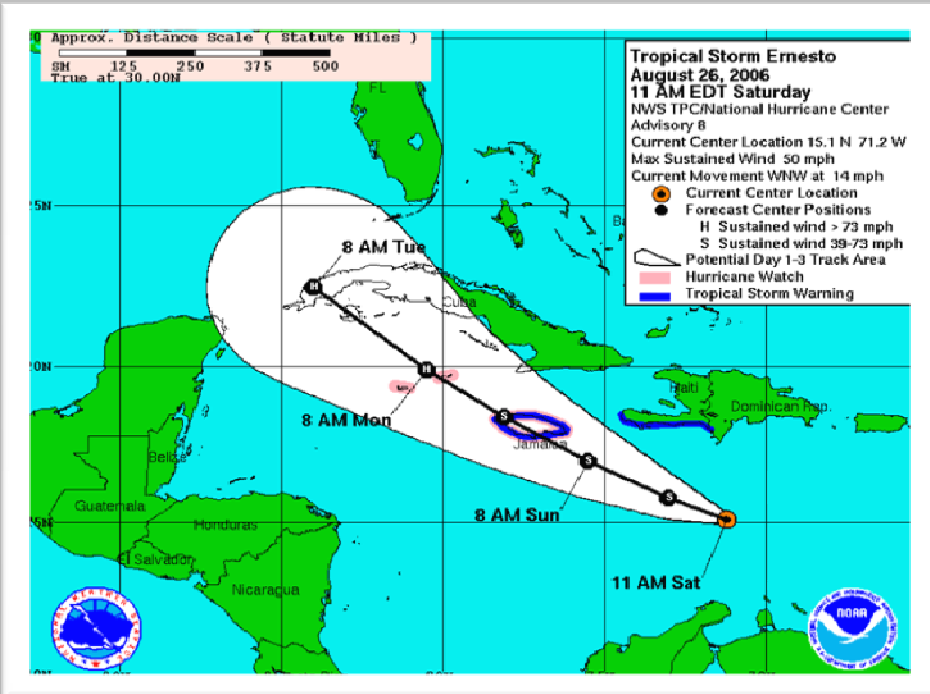 Approx. Distance Scale ( Statute Miles )
SM 125 250 375 500
True at 30.00N
Tropical Storm Ernesto
August 26, 2006
11 AM EDT Saturday
NWS TPC/National Hurricane Center
Advisory 8
Current Center Location 15.1 N 71.2 W
Max Sustained Wind 50 mph
Current Movement WNW at 14 mph
Current Center Location
Forecast Center Positions
H Sustained wind > 73 mph
S Sustained wind 39-73 mph
Potential Day 1-3 Track Area
Hurricane Watch
Tropical Storm Warning
FL
25N
Ba
8 AM Tue
H
Cuba
20N
H
Haiti
Dominican Rep.
8 AM Mon
S
Jamaica
Belize
S
S
Guatemala
8 AM Sun
Honduras
El Salvador
11 AM Sat
Nicaragua
NOAA